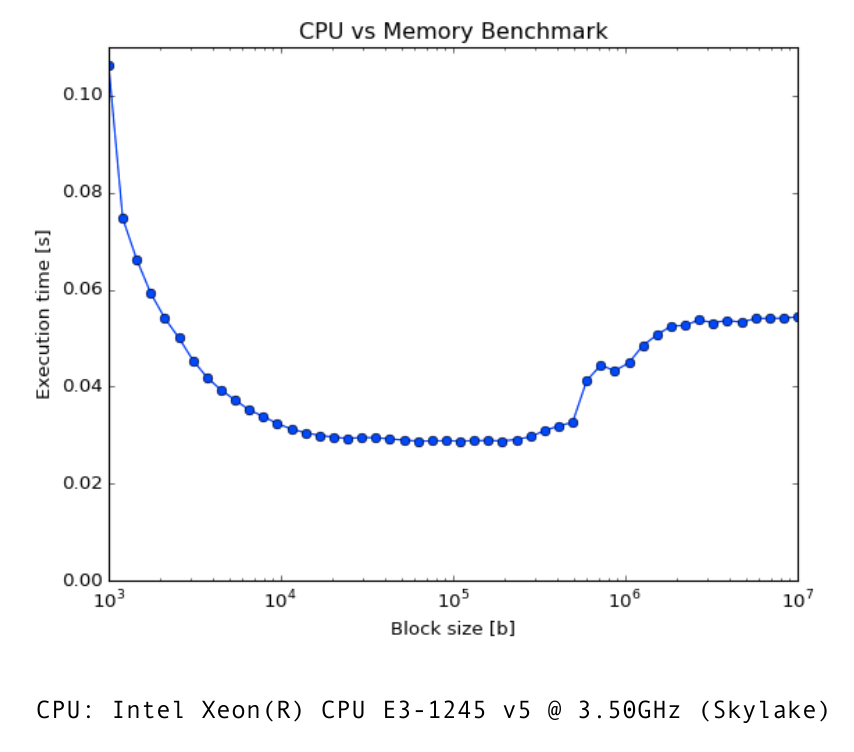 CPU vs Memory Benchmark
Execution time [s]
0.10
0.08
0.06
0.04
0.02
0.00
10³ 10⁴ 10⁵ 10⁶ 10⁷
Block size [b]
CPU: Intel Xeon(R) CPU E3-1245 v5 @ 3.50GHz (Skylake)